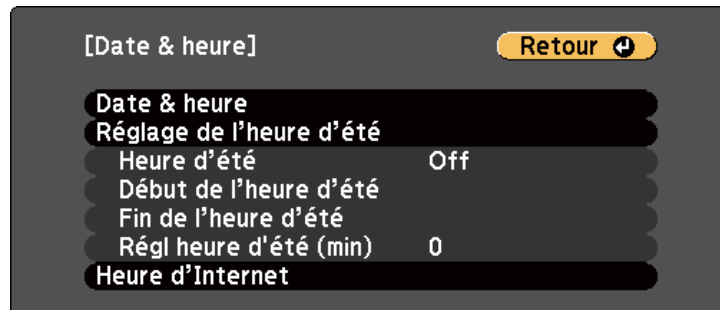 [Date & heure] Retour
Date & heure
Réglage de l’heure d’été
Heure d’été Off
Début de l’heure d’été
Fin de l’heure d’été
Régl heure d'été (min) 0
Heure d’Internet